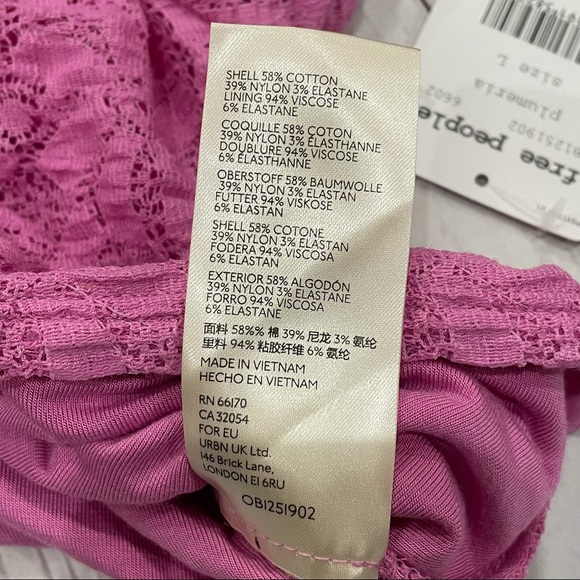 SHELL 58% COTTON
39% NYLON 3% ELASTANE
LINING 94% VISCOSE
6% ELASTANE
COQUILLE 58% COTON
39% NYLON 3% ÉLASTHANNE
DOUBLURE 94% VISCOSE
6% ÉLASTHANNE
OBERSTOFF 58% BAUMWOLLE
39% NYLON 3% ELASTAN
FUTTER 94% VISKOSE
6% ELASTAN
SHELL 58% COTONE
39% NYLON 3% ELASTAN
FODERA 94% VISCOSA
6% ELASTAN
EXTERIOR 58% ALGODÓN
39% NYLON 3% ELASTANE
FORRO 94% VISCOSA
6% ELASTANE
面料 58%% 棉 39% 尼龙 3% 氨纶
里料 94% 粘胶纤维 6% 氨纶
MADE IN VIETNAM
HECHO EN VIETNAM
RN 66170
CA 32054
FOR EU
URBN UK Ltd.
146 Brick Lane,
LONDON E1 6RU
OB1251902
free people
OB1251902
plumeria
size L